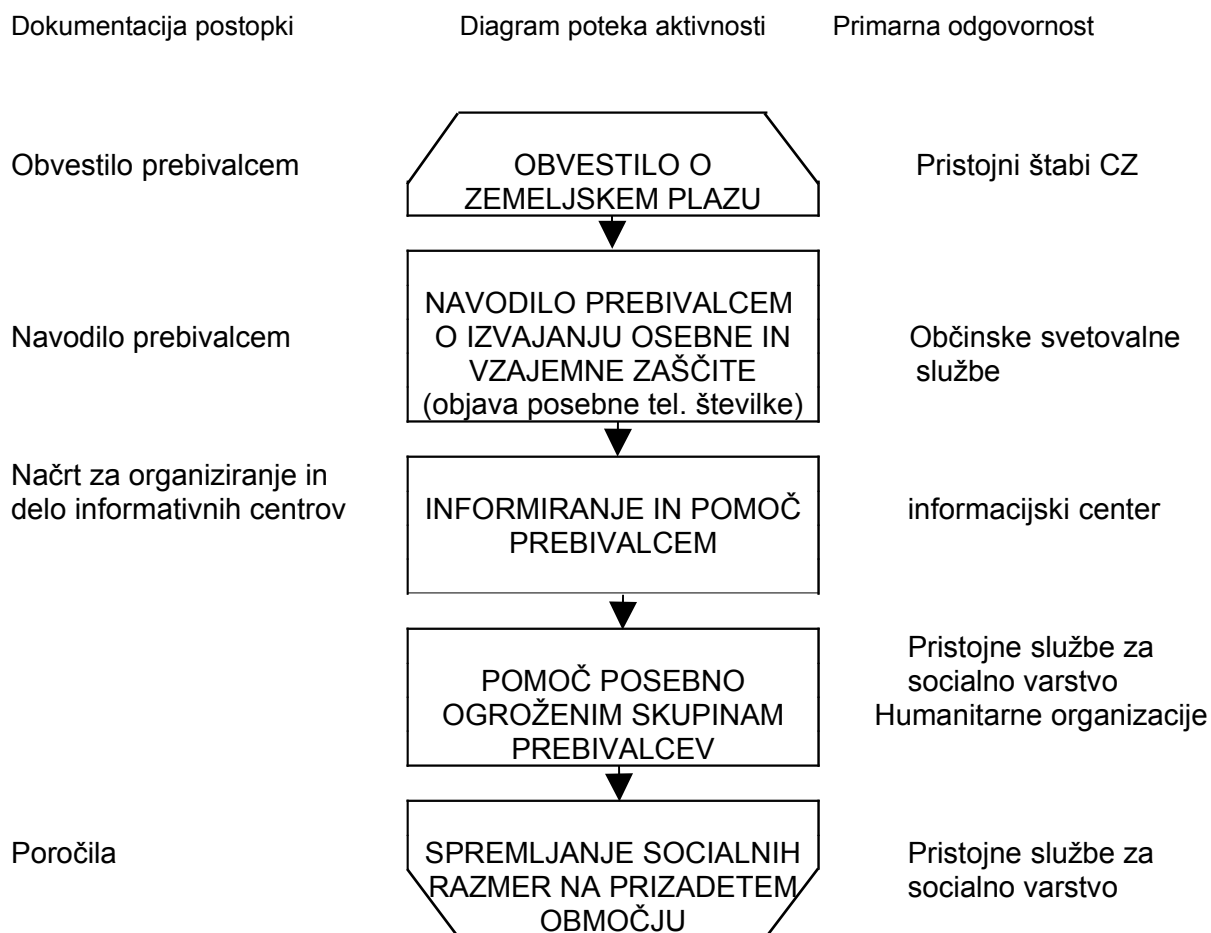 Dokumentacija postopki Diagram poteka aktivnosti Primarna odgovornost
Obvestilo prebivalcem
OBVESTILO O
ZEMELJSKEM PLAZU
Pristojni štabi CZ
Navodilo prebivalcem
NAVODILO PREBIVALCEM
O IZVAJANJU OSEBNE IN
VZAJEMNE ZAŠČITE
(objava posebne tel. številke)
Občinske svetovalne
službe
Načrt za organiziranje in
delo informativnih centrov
INFORMIRANJE IN POMOČ
PREBIVALCEM
informacijski center
POMOČ POSEBNO
OGROŽENIM SKUPINAM
PREBIVALCEV
Pristojne službe za
socialno varstvo
Humanitarne organizacije
Poročila
SPREMLJANJE SOCIALNIH
RAZMER NA PRIZADETEM
OBMOČJU
Pristojne službe za
socialno varstvo